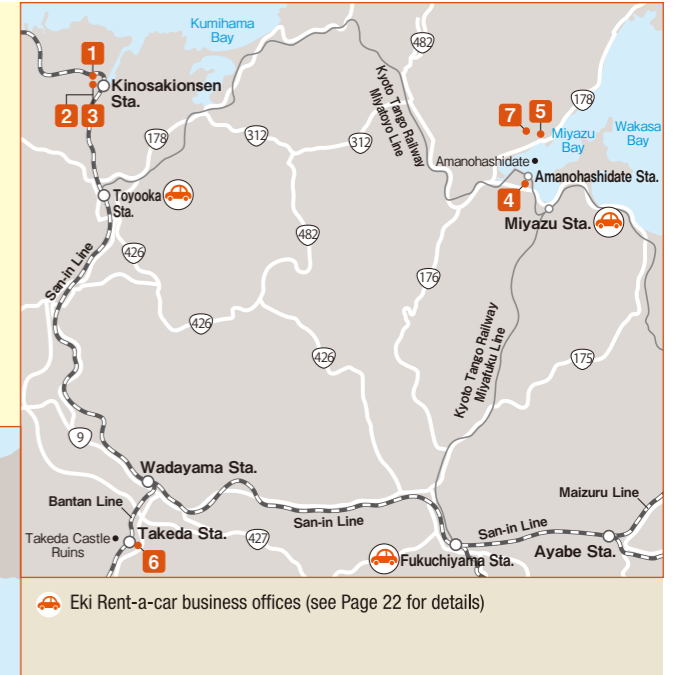 Kumihama
Bay
482
1
Kinosakionsen
Sta.
2 3
Kyoto Tango Railway
Miyatoyo Line
7 5
178
Miyazu
Bay
Wakasa
Bay
178
312
312
Amanohashidate
Amanohashidate Sta.
4
Toyooka
Sta.
Miyazu Sta.
426
482
San-in Line
176
426
426
Kyoto Tango Railway
Miyafuku Line
175
9
Wadayama Sta.
Bantan Line
San-in Line
Maizuru Line
Takeda Castle
Ruins
Takeda Sta.
427
San-in Line
Ayabe Sta.
6
Fukuchiyama Sta.
Eki Rent-a-car business offices (see Page 22 for details)